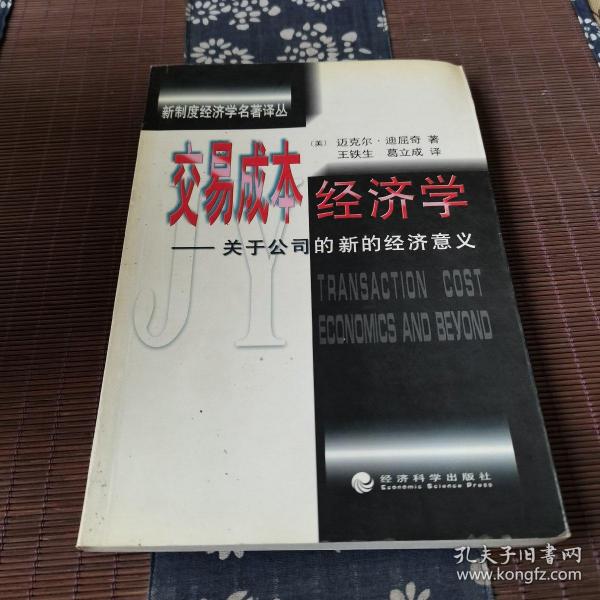 新制度经济学名著译丛
(美) 迈克尔·迪屈奇 著
王铁生 葛立成 译
交易成本经济学
——关于公司的新的经济意义
JY
TRANSACTION COST
ECONOMICS AND BEYOND
经济科学出版社
Economic Science Press
孔夫子旧书网
www.kongfz.com